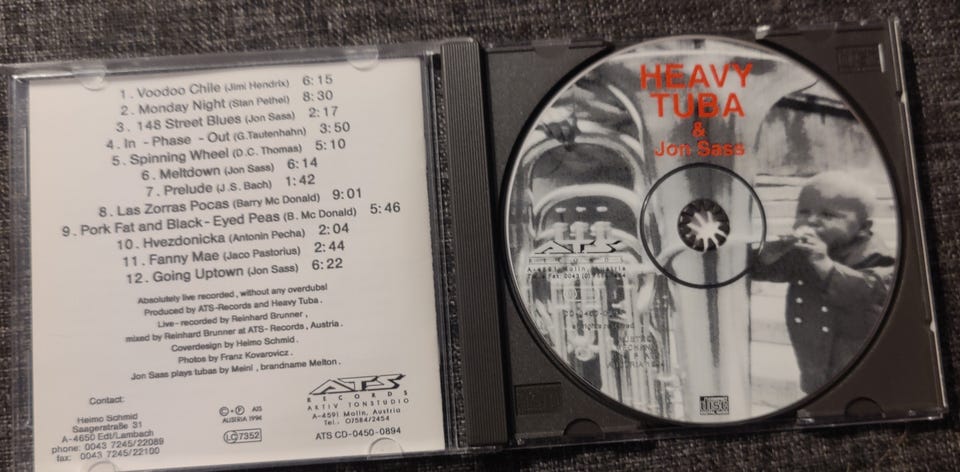 1. Voodoo Chile (Jimi Hendrix) 6:15
2. Monday Night (Stan Pethel) 8:30
3. 148 Street Blues (Jon Sass) 2:17
4. In - Phase - Out (G.Tautenhahn) 3:50
5. Spinning Wheel (D.C. Thomas) 5:10
6. Meltdown (Jon Sass) 6:14
7. Prelude (J.S. Bach) 1:42
8. Las Zorras Pocas (Barry Mc Donald) 9:01
9. Pork Fat and Black-Eyed Peas (B. Mc Donald) 5:46
10. Hvezdonicka (Antonin Pecha) 2:04
11. Fanny Mae (Jaco Pastorius) 2:44
12. Going Uptown (Jon Sass) 6:22
Absolutely live recorded, without any overdubs!
Produced by ATS-Records and Heavy Tuba.
Live-recorded by Reinhard Brunner,
mixed by Reinhard Brunner at ATS-Records, Austria.
Coverdesign by Heimo Schmid.
Photos by Franz Kovarovicz.
Jon Sass plays tubas by Meinl, brandname Melton.
Contact:
Heimo Schmid
Saagerstraße 31
A-4650 Edt/Lambach
phone: 0043 7245/22089
fax: 0043 7245/22100
©+Ⓟ ATS
AUSTRIA 1994
LC 7352
ATS
RECORDS
AKTIV TONSTUDIO
A-4591 Molln, Austria
Tel. 07584/2454
ATS CD-0450-0894
HEAVY
TUBA
&
Jon Sass
ATS
A-4591 Molln, Austria
COMPACT
disc
DIGITAL AUDIO